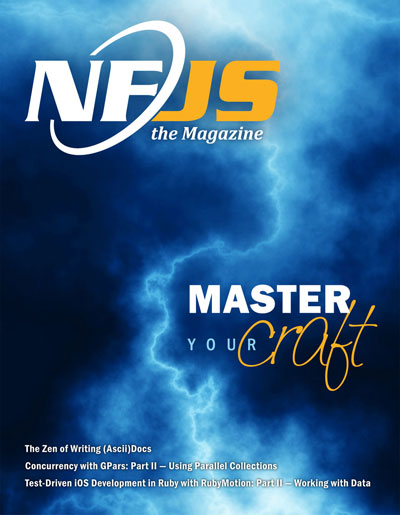 NFJS
the Magazine
MASTER
YOUR craft
The Zen of Writing (Ascii)Docs
Concurrency with GPars: Part II — Using Parallel Collections
Test-Driven iOS Development in Ruby with RubyMotion: Part II — Working with Data